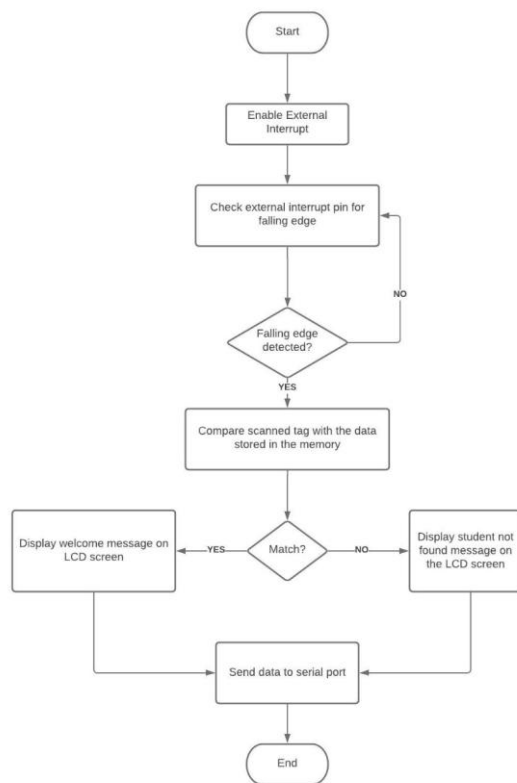 Start
Enable External
Interrupt
Check external interrupt pin for
falling edge
NO
Falling edge
detected?
YES
Compare scanned tag with the data
stored in the memory
Display welcome message on
LCD screen
YES
Match?
NO
Display student not
found message on
the LCD screen
Send data to serial port
End